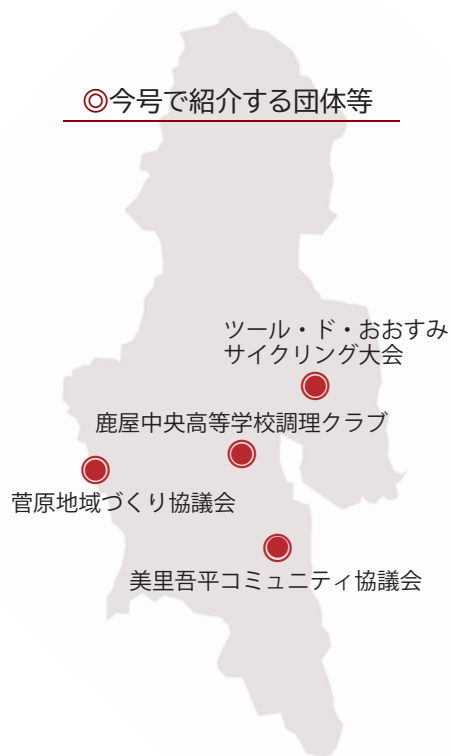 ◎今号で紹介する団体等
ツール・ド・おおすみ
サイクリング大会
鹿屋中央高等学校調理クラブ
菅原地域づくり協議会
美里吾平コミュニティ協議会